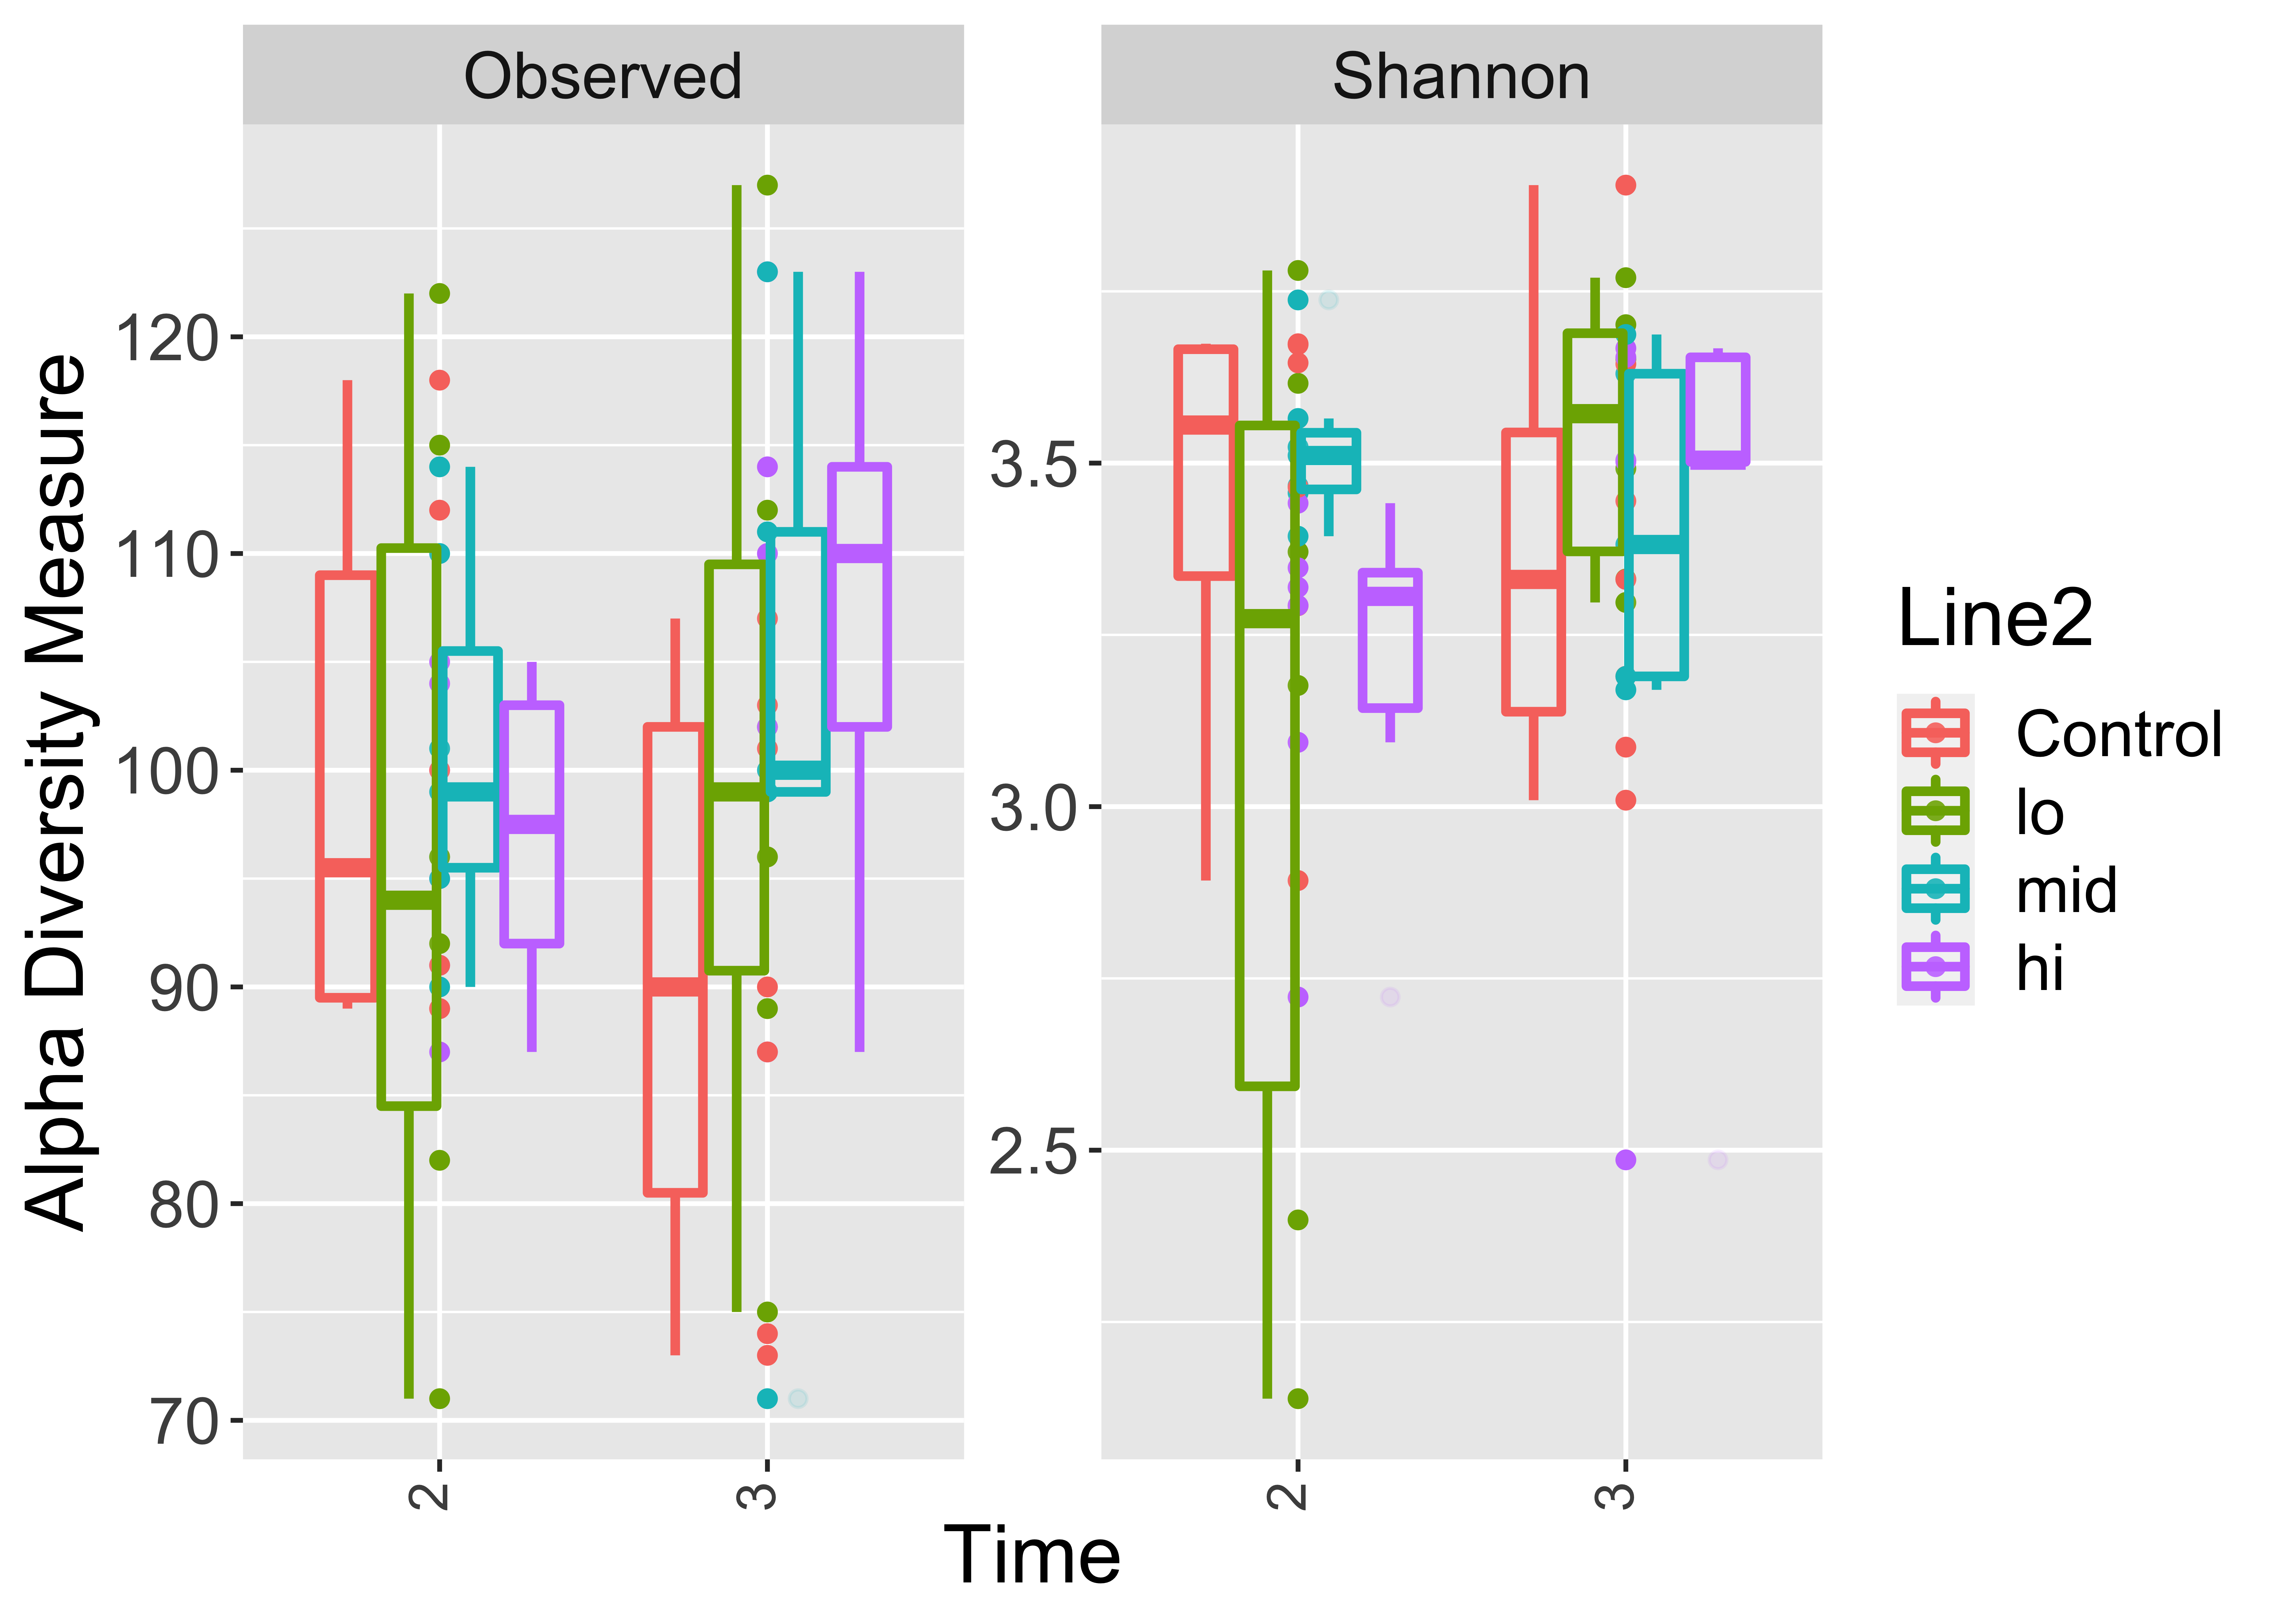 Observed
Shannon
Alpha Diversity Measure
120
110
100
90
80
70
3.5
3.0
2.5
2
3
2
3
Time
Line2
Control
lo
mid
hi